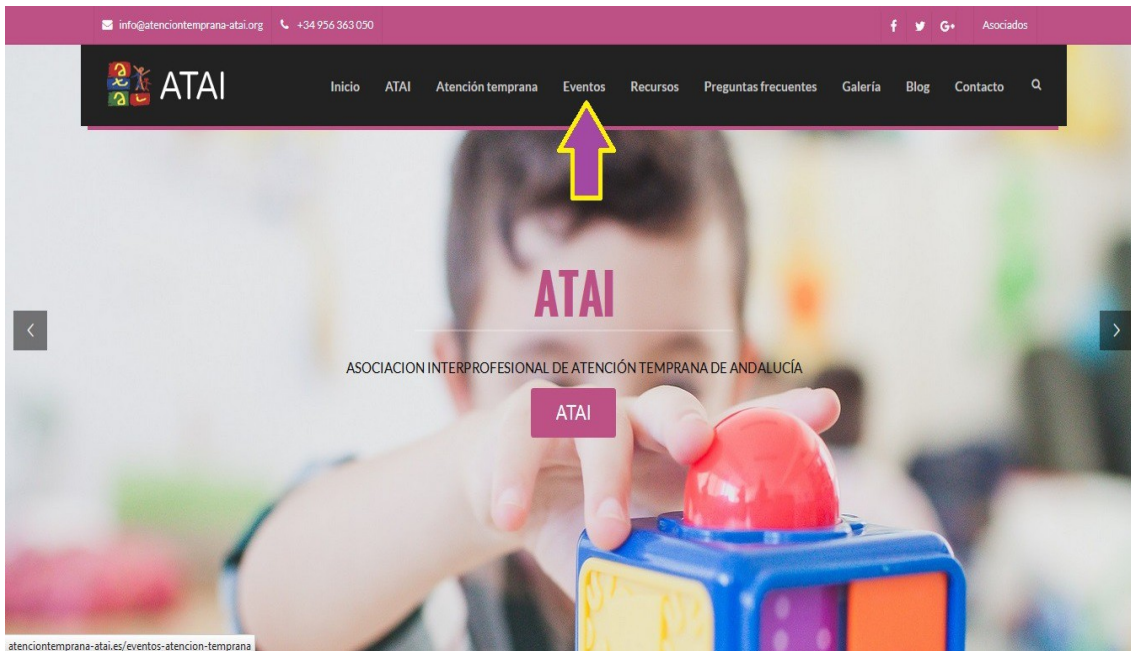 info@atenciontemprana-atai.org +34 956 363 050 Asociados
ATAI Inicio ATAI Atención temprana Eventos Recursos Preguntas frecuentes Galería Blog Contacto
ATAI
ASOCIACION INTERPROFESIONAL DE ATENCIÓN TEMPRANA DE ANDALUCÍA
ATAI
atenciontemprana-atai.es/eventos-atencion-temprana